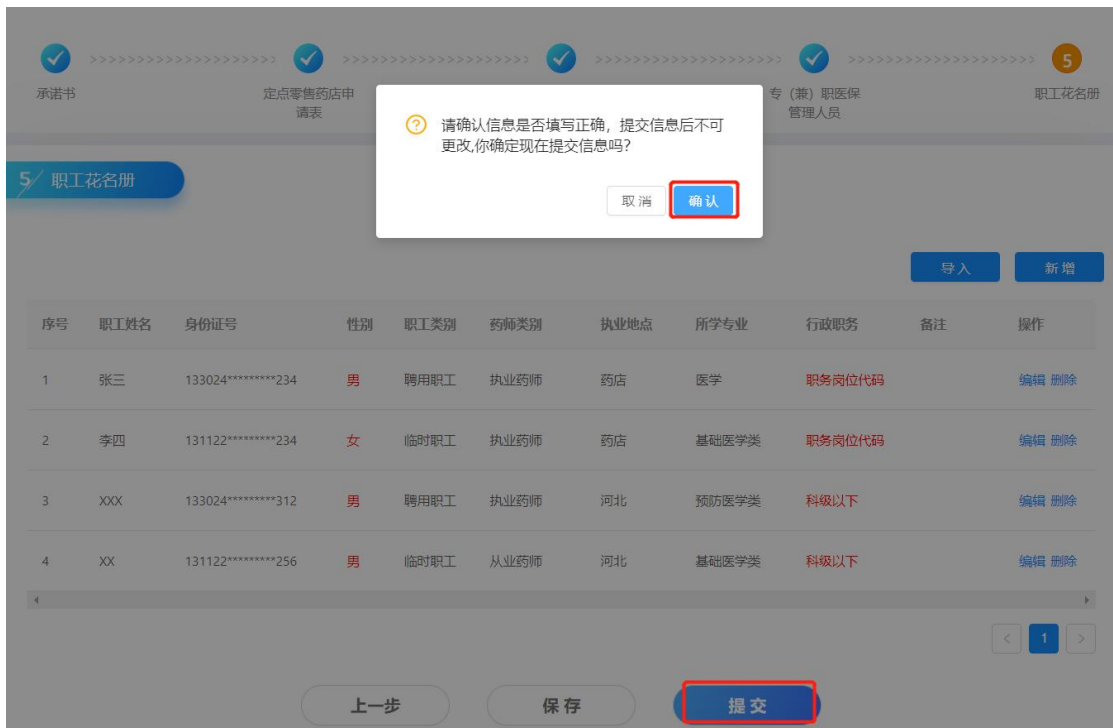 >>>>>>>>>>>>>>>>>>>> >>>>>>>>>>>>>>>>>>>> >>>>>>>>>>>>>>>>>>>> >>>>>>>>>>>>>>>>>>>> 5
承诺书 定点零售药店申 专（兼）职医保 职工花名册
请表 管理人员
请确认信息是否填写正确，提交信息后不可
更改,你确定现在提交信息吗?
取消 确认
5/ 职工花名册
导入 新增
序号 职工姓名 身份证号 性别 职工类别 药师类别 执业地点 所学专业 行政职务 备注 操作
1 张三 133024*********234 男 聘用职工 执业药师 药店 医学 职务岗位代码 编辑 删除
2 李四 131122*********234 女 临时职工 执业药师 药店 基础医学类 职务岗位代码 编辑 删除
3 XXX 133024*********312 男 聘用职工 执业药师 河北 预防医学类 科级以下 编辑 删除
4 XX 131122*********256 男 临时职工 从业药师 河北 基础医学类 科级以下 编辑 删除
< 1 >
上一步 保存 提交